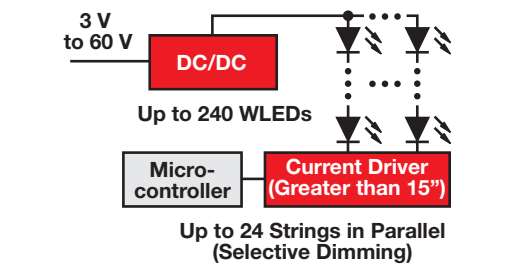 3 V
to 60 V
DC/DC
Up to 240 WLEDs
Micro-
controller
Current Driver
(Greater than 15”)
Up to 24 Strings in Parallel
(Selective Dimming)